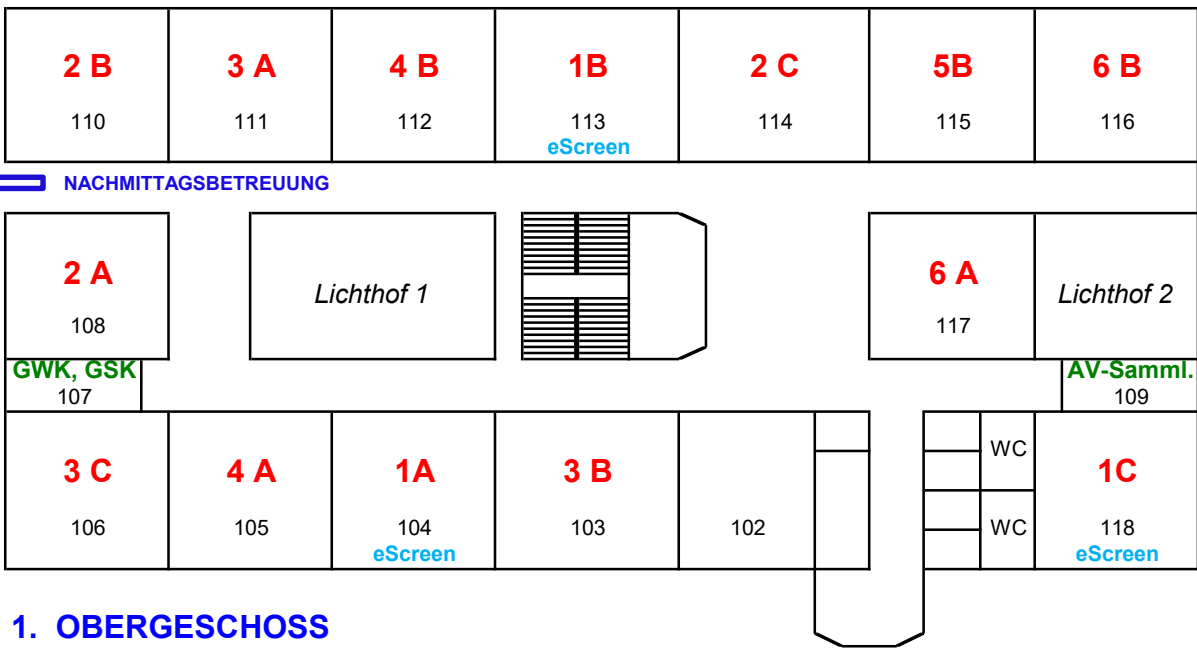 2 B 3 A 4 B 1B 2 C 5B 6 B
110 111 112 113 114 115 116
eScreen
NACHMITTAGSBETREUUNG
2 A Lichthof 1 6 A Lichthof 2
108 117
GWK, GSK AV-Samml.
107 109
3 C 4 A 1A 3 B WC 1C
106 105 104 103 102 WC 118
eScreen eScreen
1. OBERGESCHOSS